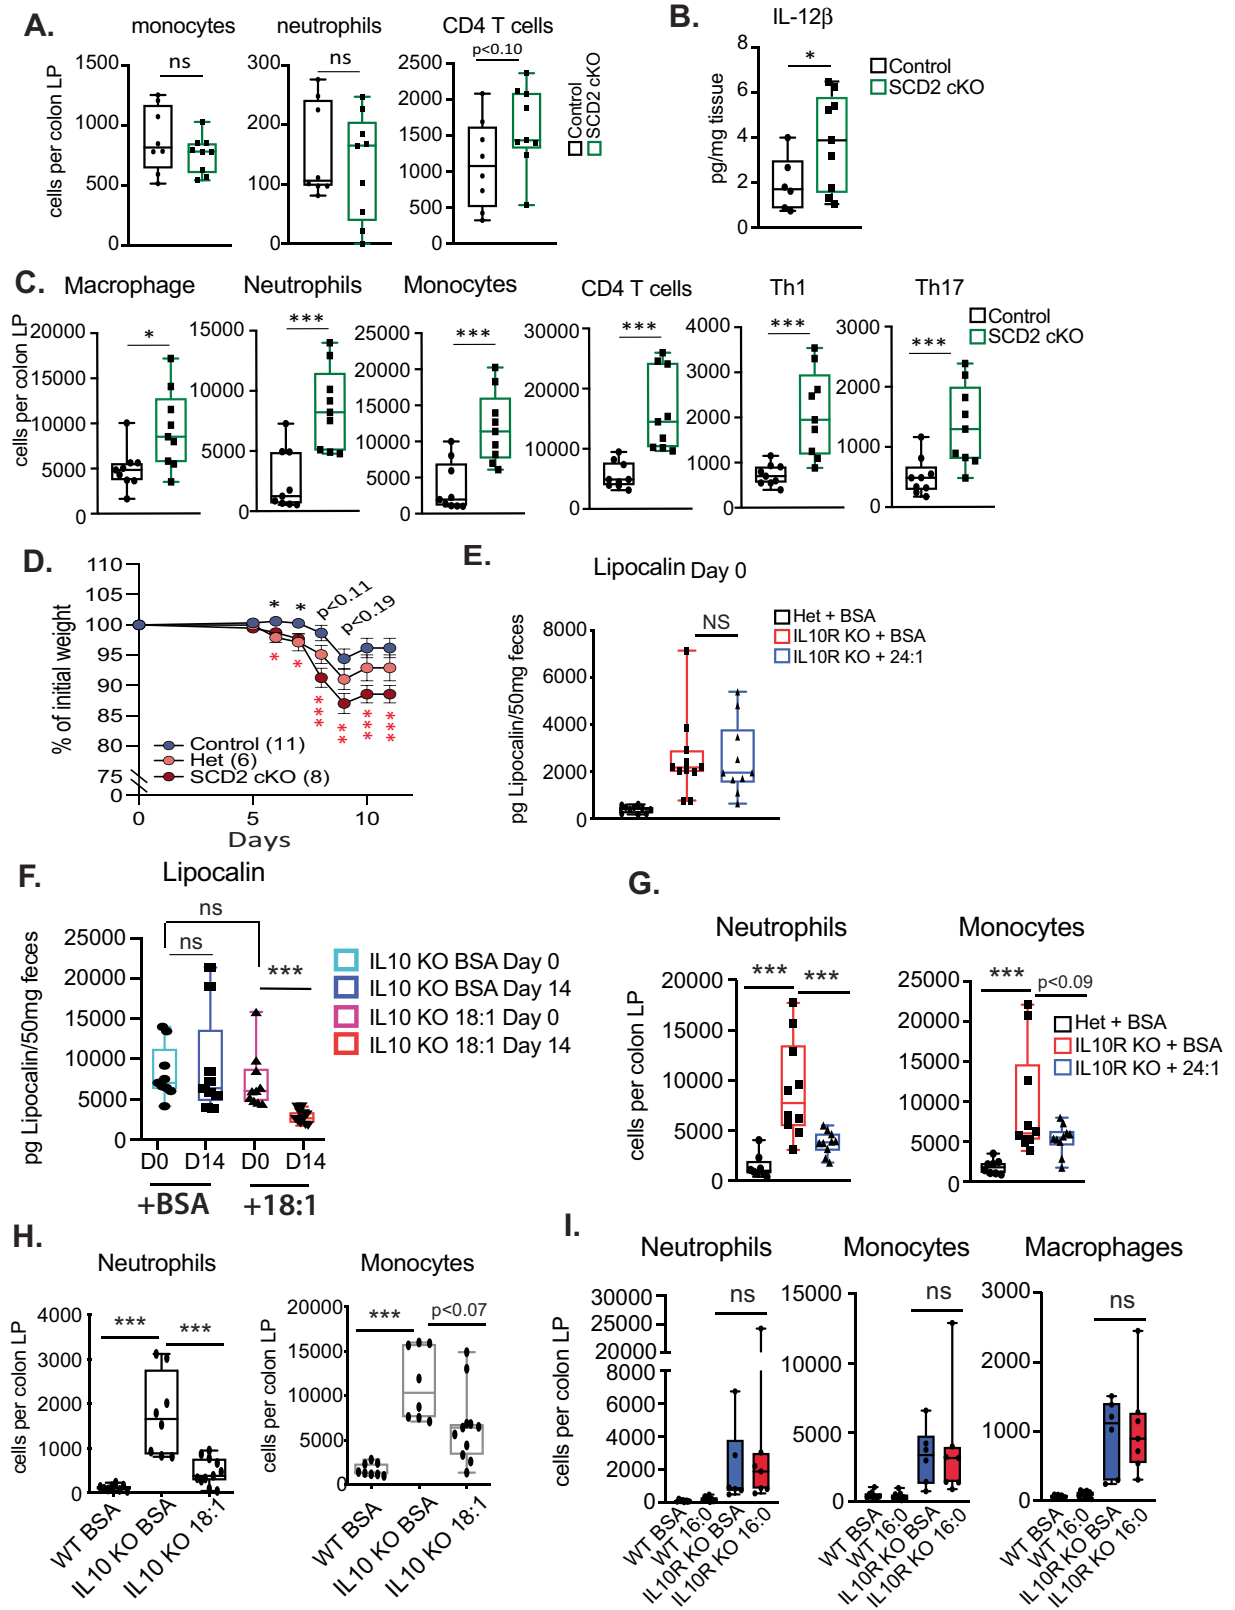 A.
monocytes
neutrophils
CD4 T cells
ns
ns
p<0.10
cells per colon LP
1500
1000
500
0
300
200
100
0
2500
2000
1500
1000
500
0
Control
SCD2 cKO
B.
IL-12β
*
pg/mg tissue
8
6
4
2
0
Control
SCD2 cKO
C.
Macrophage
Neutrophils
Monocytes
CD4 T cells
Th1
Th17
*
***
***
***
***
***
cells per colon LP
20000
15000
10000
5000
0
15000
10000
5000
0
25000
20000
15000
10000
5000
0
30000
20000
10000
0
4000
3000
2000
1000
0
3000
2000
1000
0
Control
SCD2 cKO
D.
% of initial weight
110
105
100
95
90
85
80
75
0
* * p<0.11 p<0.19
* * *** ** *** ***
Control (11)
Het (6)
SCD2 cKO (8)
0 5 10
Days
E.
Lipocalin Day 0
NS
pg Lipocalin/50mg feces
8000
6000
4000
2000
0
Het + BSA
IL10R KO + BSA
IL10R KO + 24:1
F.
Lipocalin
ns
ns
***
pg Lipocalin/50mg feces
25000
20000
15000
10000
5000
0
D0 D14 D0 D14
+BSA +18:1
IL10 KO BSA Day 0
IL10 KO BSA Day 14
IL10 KO 18:1 Day 0
IL10 KO 18:1 Day 14
G.
Neutrophils
Monocytes
*** ***
*** p<0.09
cells per colon LP
20000
15000
10000
5000
0
25000
20000
15000
10000
5000
0
Het + BSA
IL10R KO + BSA
IL10R KO + 24:1
H.
Neutrophils
*** ***
cells per colon LP
4000
3000
2000
1000
0
WT BSA
IL10 KO BSA
IL10 KO 18:1
Monocytes
*** p<0.07
cells per colon LP
20000
15000
10000
5000
0
WT BSA
IL10 KO BSA
IL10 KO 18:1
I.
Neutrophils
ns
cells per colon LP
30000
25000
20000
8000
6000
4000
2000
0
WT BSA
WT 16:0
IL10R KO BSA
IL10R KO 16:0
Monocytes
ns
15000
10000
5000
0
WT BSA
WT 16:0
IL10R KO BSA
IL10R KO 16:0
Macrophages
ns
3000
2000
1000
0
WT BSA
WT 16:0
IL10R KO BSA
IL10R KO 16:0